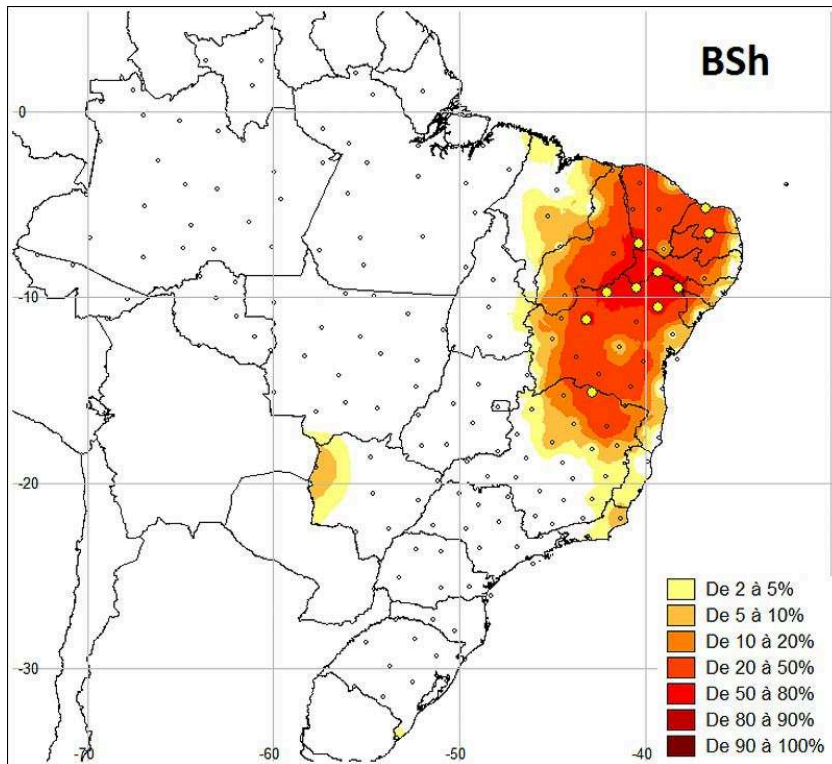 BSh
0
-10
-20
-30
-70
-60
-50
-40
De 2 à 5%
De 5 à 10%
De 10 à 20%
De 20 à 50%
De 50 à 80%
De 80 à 90%
De 90 à 100%